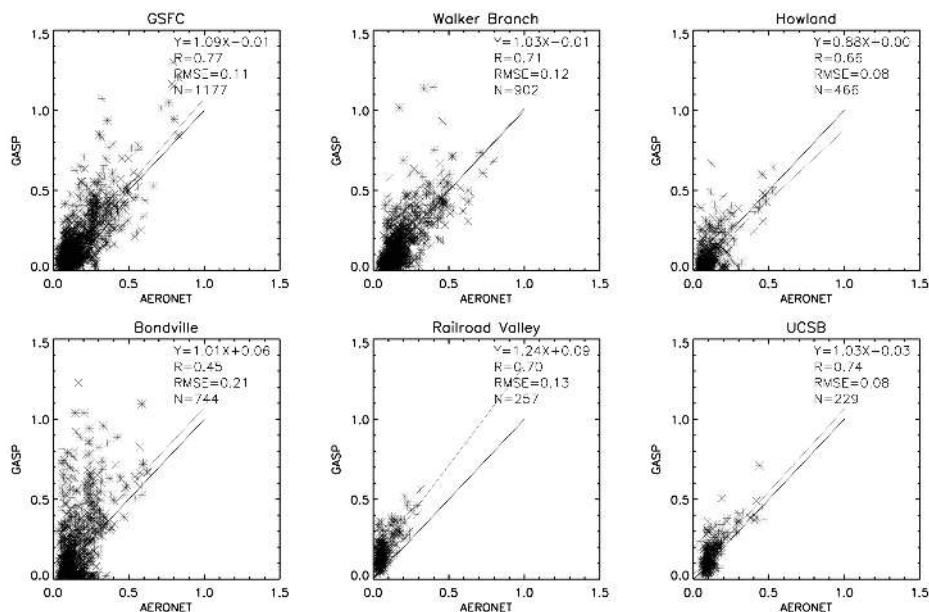 GSFC
1.5
1.0
0.5
0.0
GASP
Y=1.09X−0.01
R=0.77
RMSE=0.11
N=1177
0.0 0.5 1.0 1.5
AERONET
Walker Branch
1.5
1.0
0.5
0.0
GASP
Y=1.03X−0.01
R=0.71
RMSE=0.12
N=902
0.0 0.5 1.0 1.5
AERONET
Howland
1.5
1.0
0.5
0.0
GASP
Y=0.88X−0.00
R=0.66
RMSE=0.08
N=466
0.0 0.5 1.0 1.5
AERONET
Bondville
1.5
1.0
0.5
0.0
GASP
Y=1.01X+0.06
R=0.45
RMSE=0.21
N=744
0.0 0.5 1.0 1.5
AERONET
Railroad Valley
1.5
1.0
0.5
0.0
GASP
Y=1.24X+0.09
R=0.70
RMSE=0.13
N=257
0.0 0.5 1.0 1.5
AERONET
UCSB
1.5
1.0
0.5
0.0
GASP
Y=1.03X−0.03
R=0.74
RMSE=0.08
N=229
0.0 0.5 1.0 1.5
AERONET